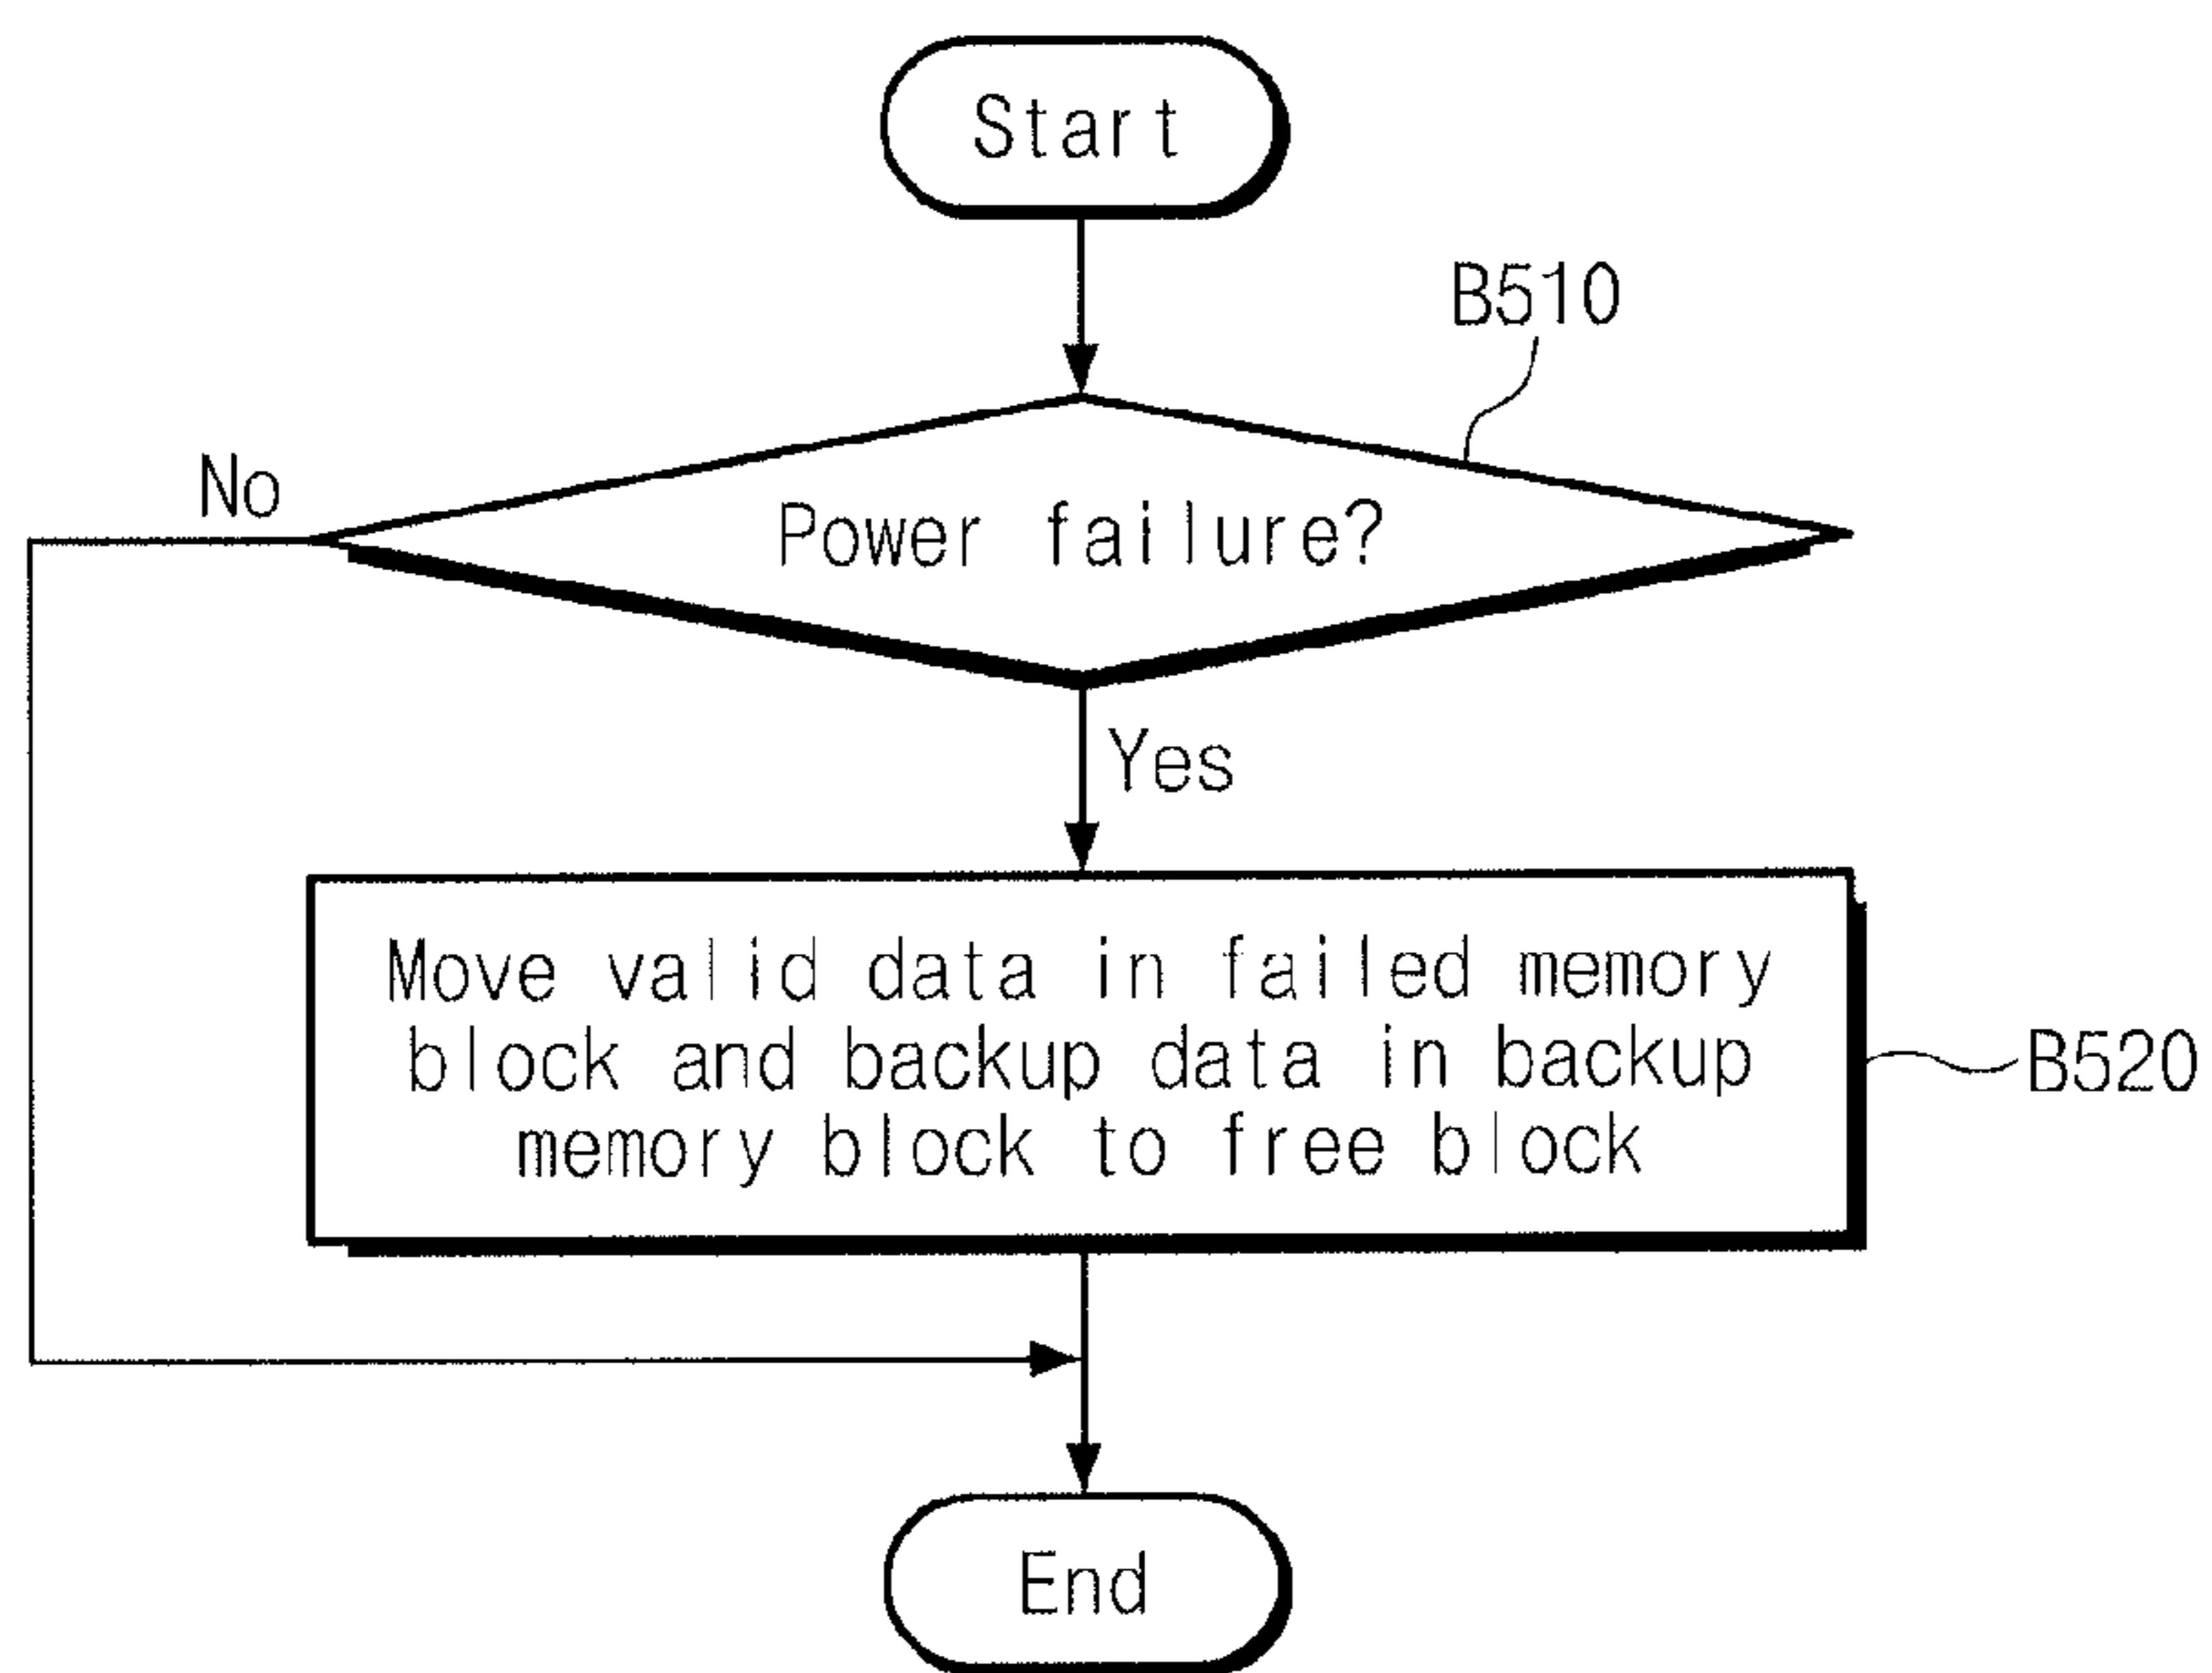 Start
B510
No
Power failure?
Yes
Move valid data in failed memory
block and backup data in backup
memory block to free block
B520
End